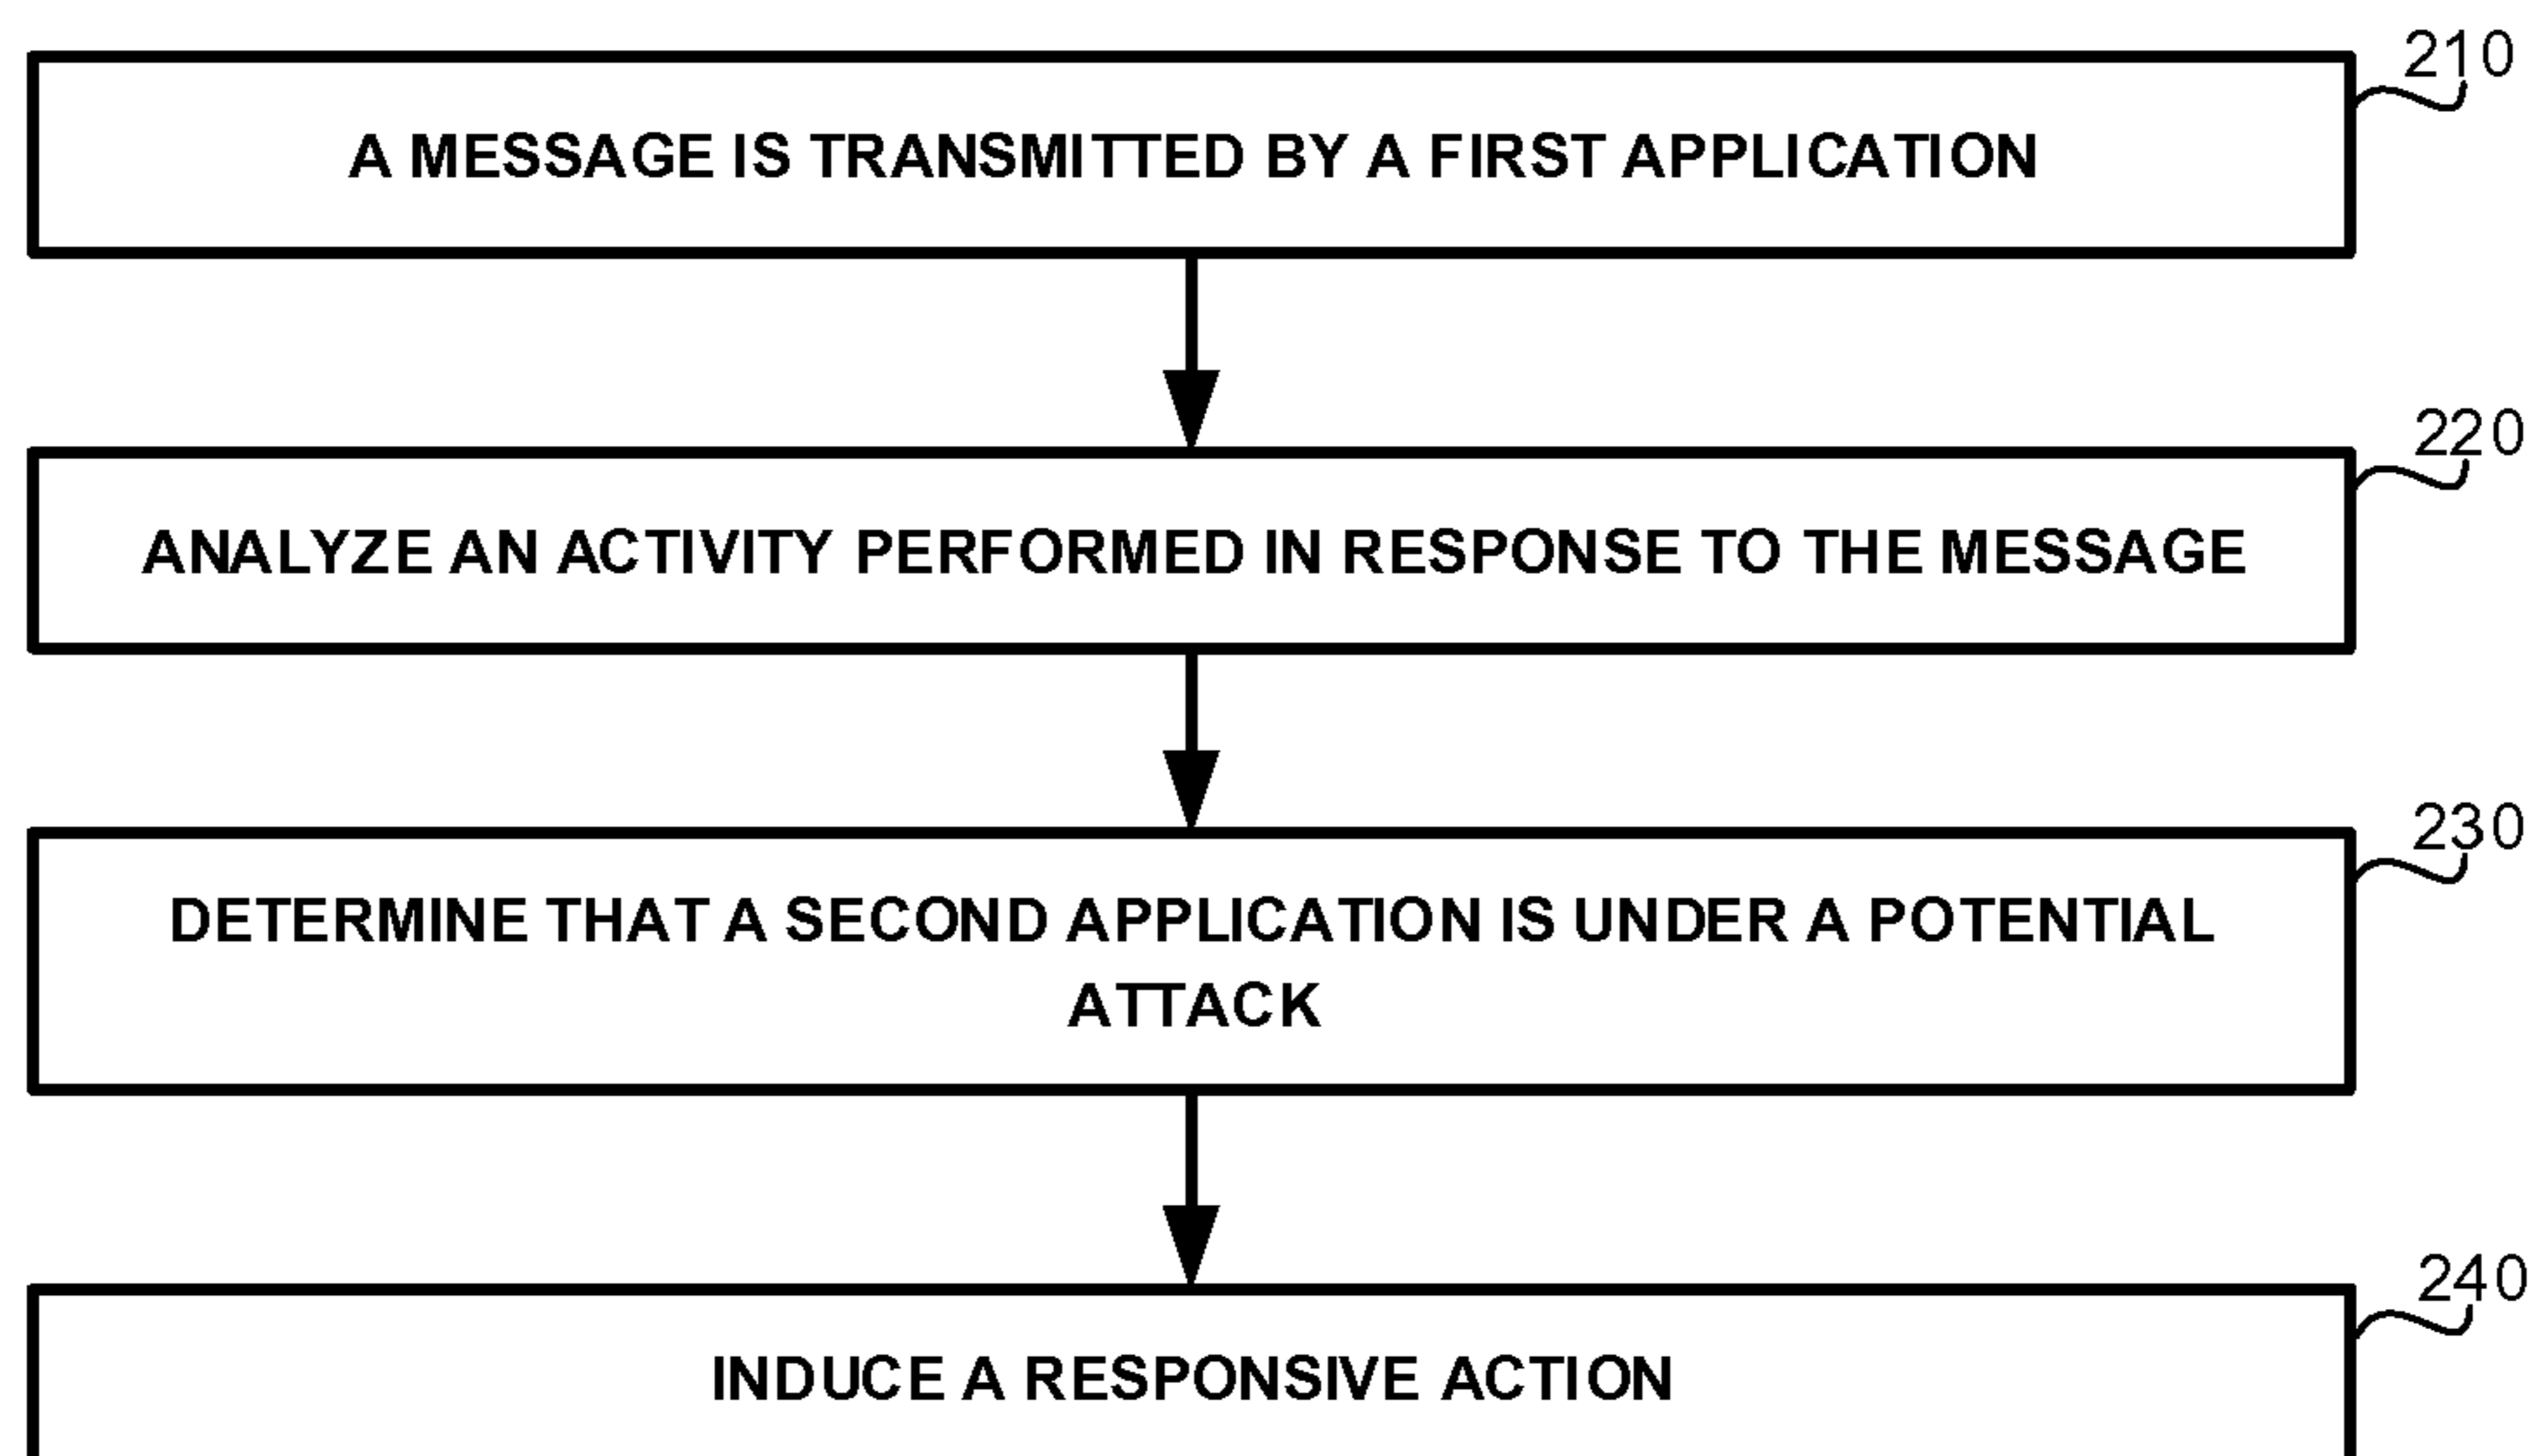 210
A MESSAGE IS TRANSMITTED BY A FIRST APPLICATION
220
ANALYZE AN ACTIVITY PERFORMED IN RESPONSE TO THE MESSAGE
230
DETERMINE THAT A SECOND APPLICATION IS UNDER A POTENTIAL
ATTACK
240
INDUCE A RESPONSIVE ACTION